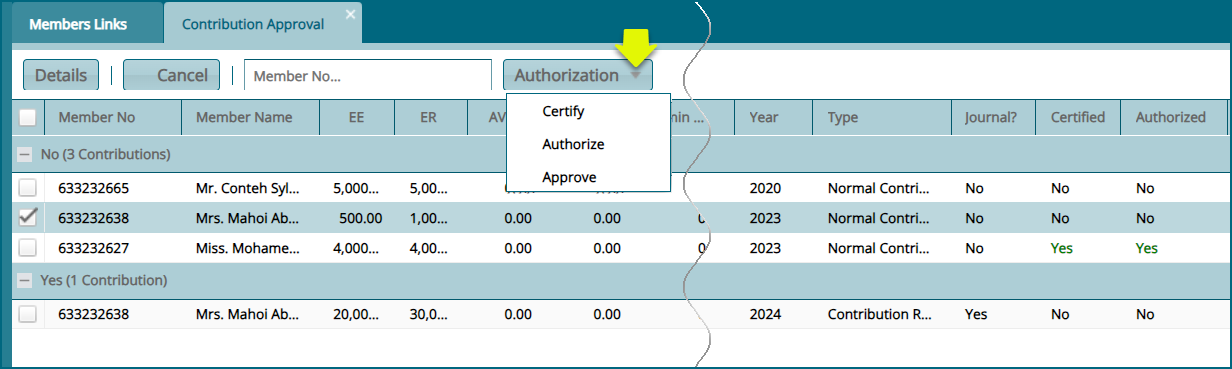 Members Links Contribution Approval
Details Cancel Member No... Authorization
Certify
Authorize
Approve
Member No Member Name EE ER AV min ... Year Type Journal? Certified Authorized
No (3 Contributions)
633232665 Mr. Conteh Syl... 5,000... 5,00... 2020 Normal Contri... No No No
633232638 Mrs. Mahoi Ab... 500.00 1,00... 0.00 0.00 0 2023 Normal Contri... No No No
633232627 Miss. Mohame... 4,000... 4,00... 0.00 0.00 0 2023 Normal Contri... No Yes Yes
Yes (1 Contribution)
633232638 Mrs. Mahoi Ab... 20,00... 30,0... 0.00 0.00 2024 Contribution R... Yes No No